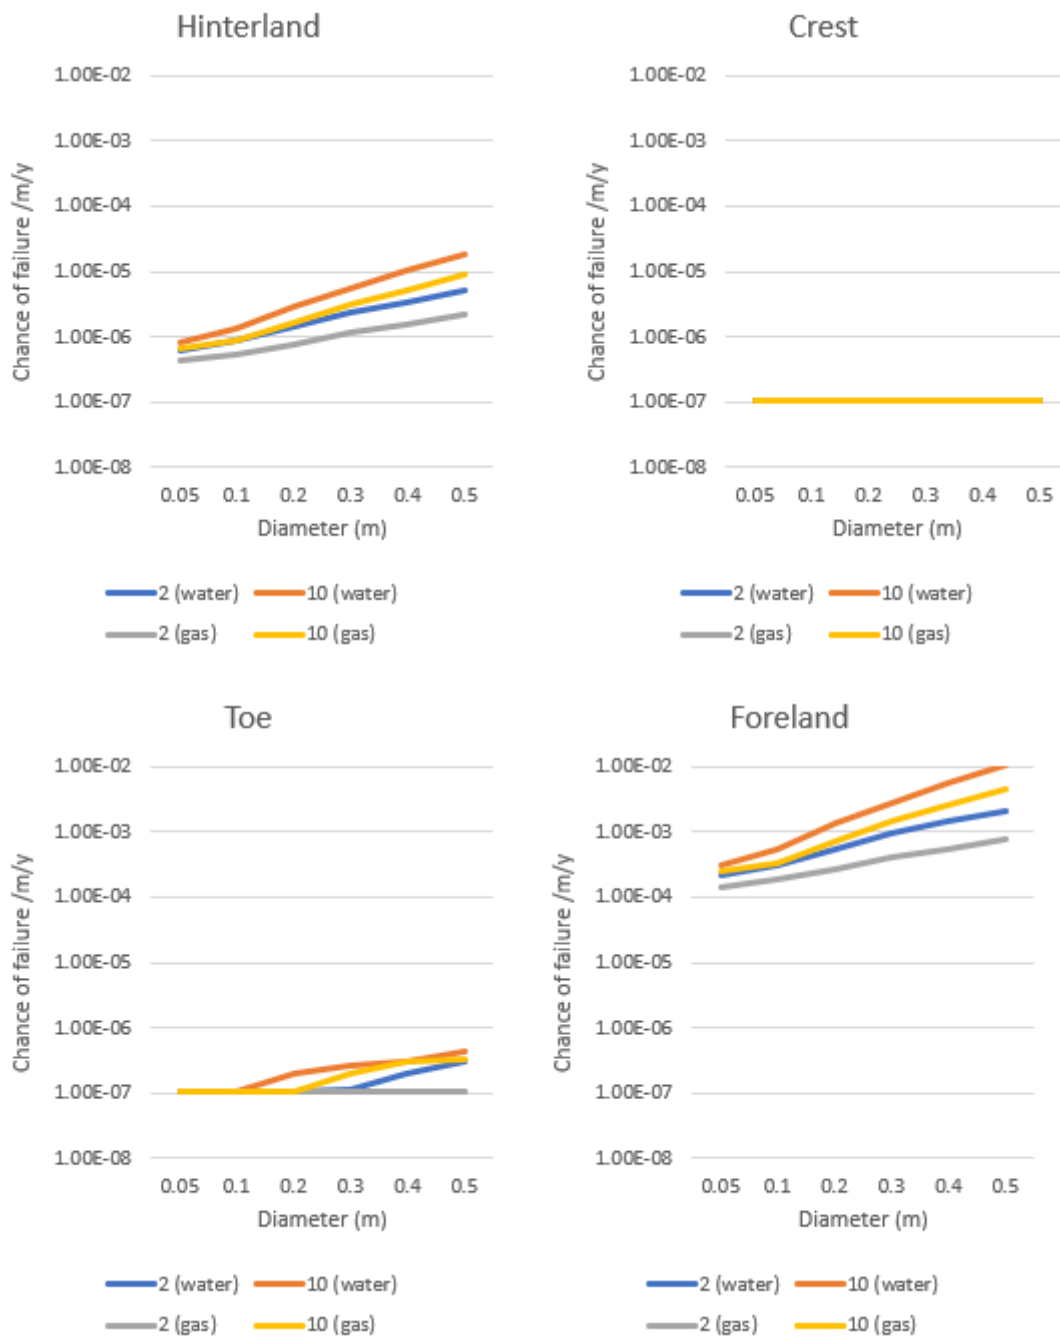 Hinterland
Chance of failure /m/y
1.00E-02
1.00E-03
1.00E-04
1.00E-05
1.00E-06
1.00E-07
1.00E-08
0.05 0.1 0.2 0.3 0.4 0.5
Diameter (m)
2 (water) 10 (water)
2 (gas) 10 (gas)
Crest
Chance of failure /m/y
1.00E-02
1.00E-03
1.00E-04
1.00E-05
1.00E-06
1.00E-07
1.00E-08
0.05 0.1 0.2 0.3 0.4 0.5
Diameter (m)
2 (water) 10 (water)
2 (gas) 10 (gas)
Toe
Chance of failure /m/y
1.00E-02
1.00E-03
1.00E-04
1.00E-05
1.00E-06
1.00E-07
1.00E-08
0.05 0.1 0.2 0.3 0.4 0.5
Diameter (m)
2 (water) 10 (water)
2 (gas) 10 (gas)
Foreland
Chance of failure /m/y
1.00E-02
1.00E-03
1.00E-04
1.00E-05
1.00E-06
1.00E-07
1.00E-08
0.05 0.1 0.2 0.3 0.4 0.5
Diameter (m)
2 (water) 10 (water)
2 (gas) 10 (gas)